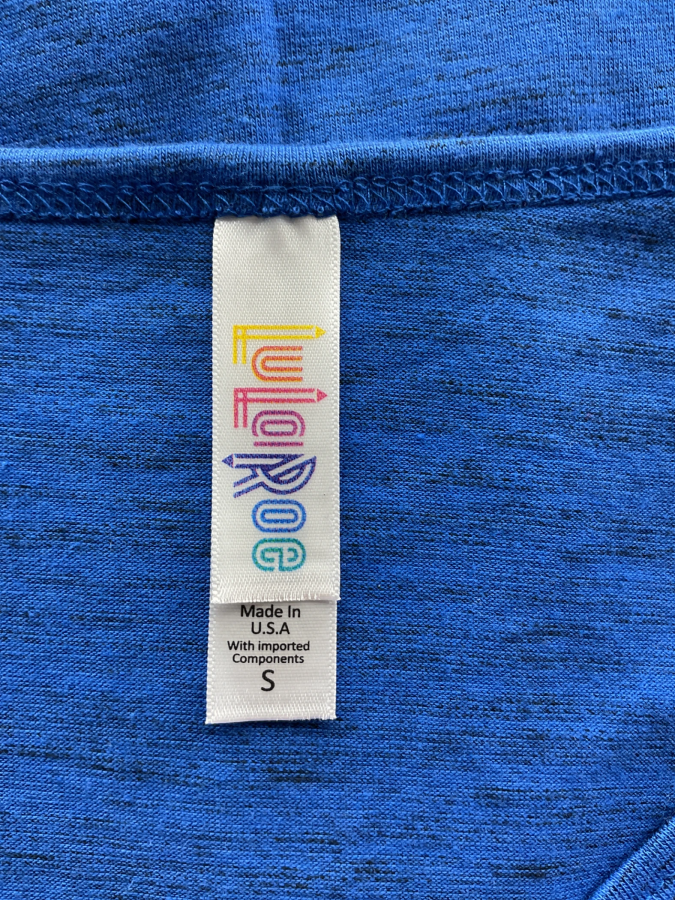 LuLaRoe
Made In
U.S.A
With imported
Components
S